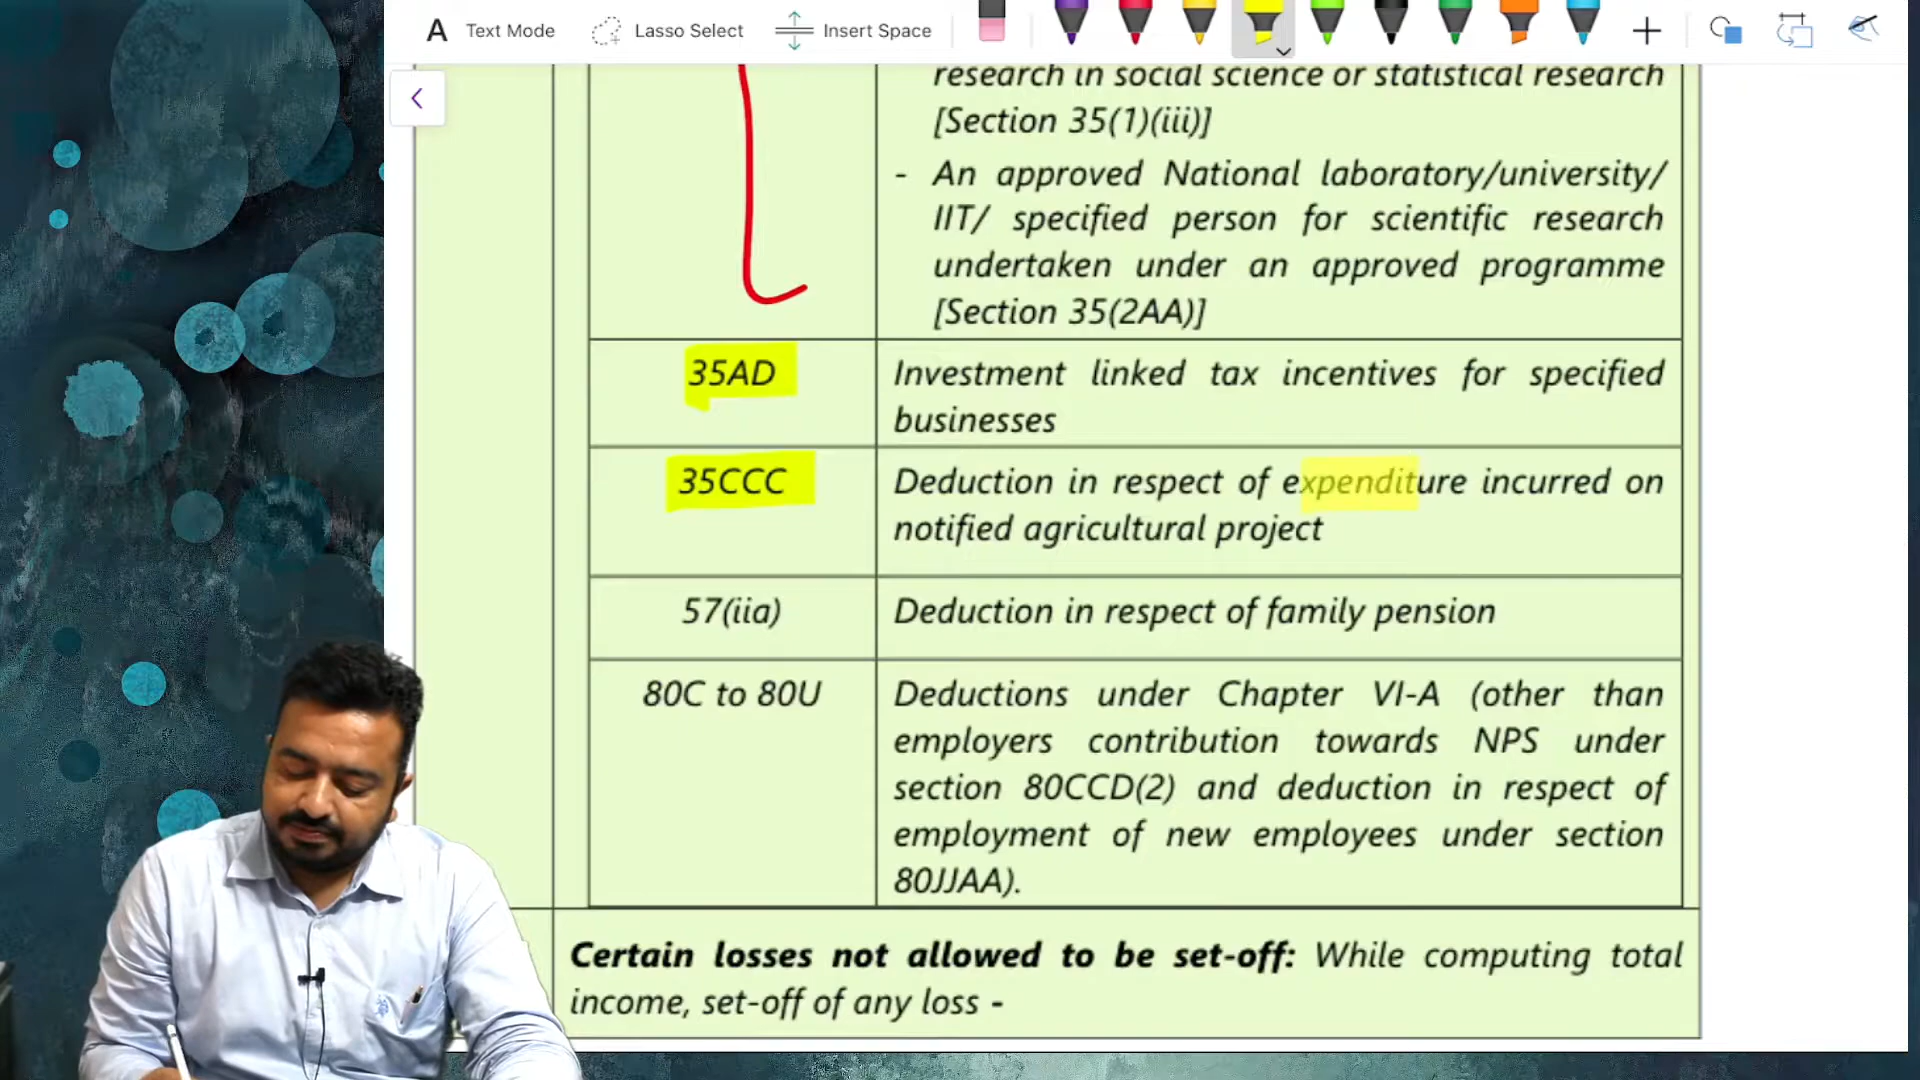 A Text Mode Lasso Select Insert Space
research in social science or statistical research
[Section 35(1)(iii)]
- An approved National laboratory/university/
IIT/ specified person for scientific research
undertaken under an approved programme
[Section 35(2AA)]
35AD
Investment linked tax incentives for specified
businesses
35CCC
Deduction in respect of expenditure incurred on
notified agricultural project
57(iia)
Deduction in respect of family pension
80C to 80U
Deductions under Chapter VI-A (other than
employers contribution towards NPS under
section 80CCD(2) and deduction in respect of
employment of new employees under section
80JJAA).
Certain losses not allowed to be set-off: While computing total
income, set-off of any loss -